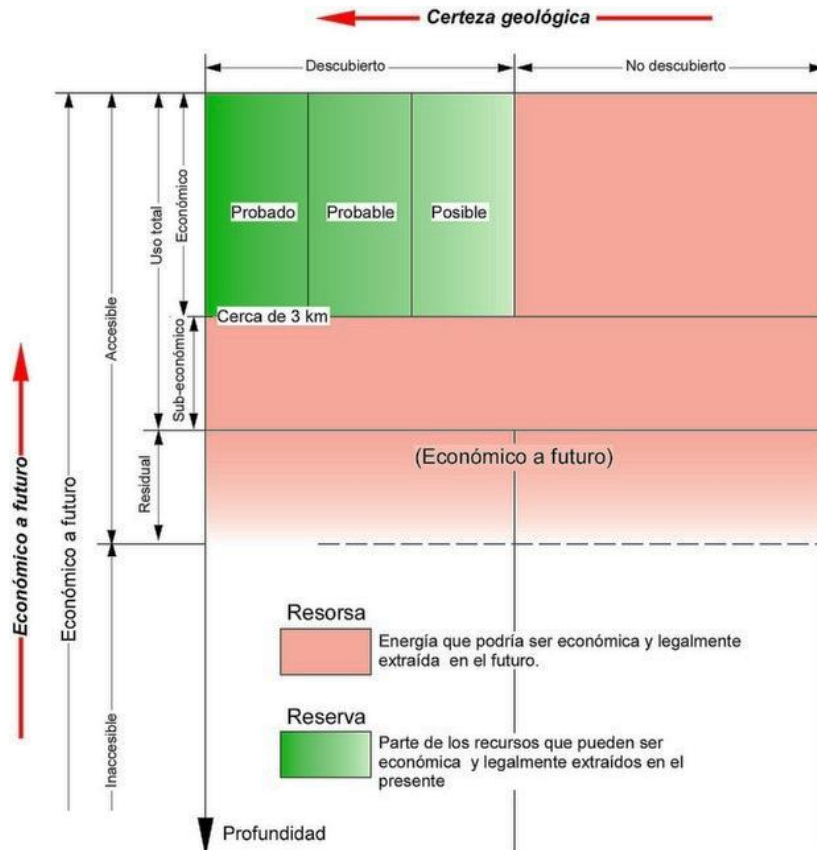 Certeza geológica
Descubierto
No descubierto
Económico
Uso total
Probado
Probable
Posible
Cerca de 3 km
Accesible
Sub-económico
(Económico a futuro)
Residual
Económico a futuro
Económico a futuro
Resorsa
Energía que podría ser económica y legalmente
extraída en el futuro.
Reserva
Parte de los recursos que pueden ser
económica y legalmente extraídos en el
presente
Inaccesible
Profundidad